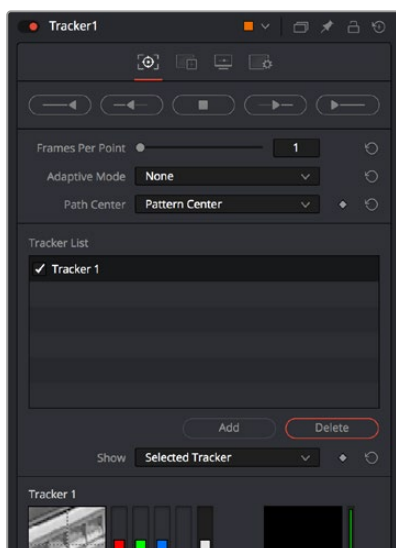 Tracker1
Frames Per Point 1
Adaptive Mode None
Path Center Pattern Center
Tracker List
Tracker 1
Add Delete
Show Selected Tracker
Tracker 1